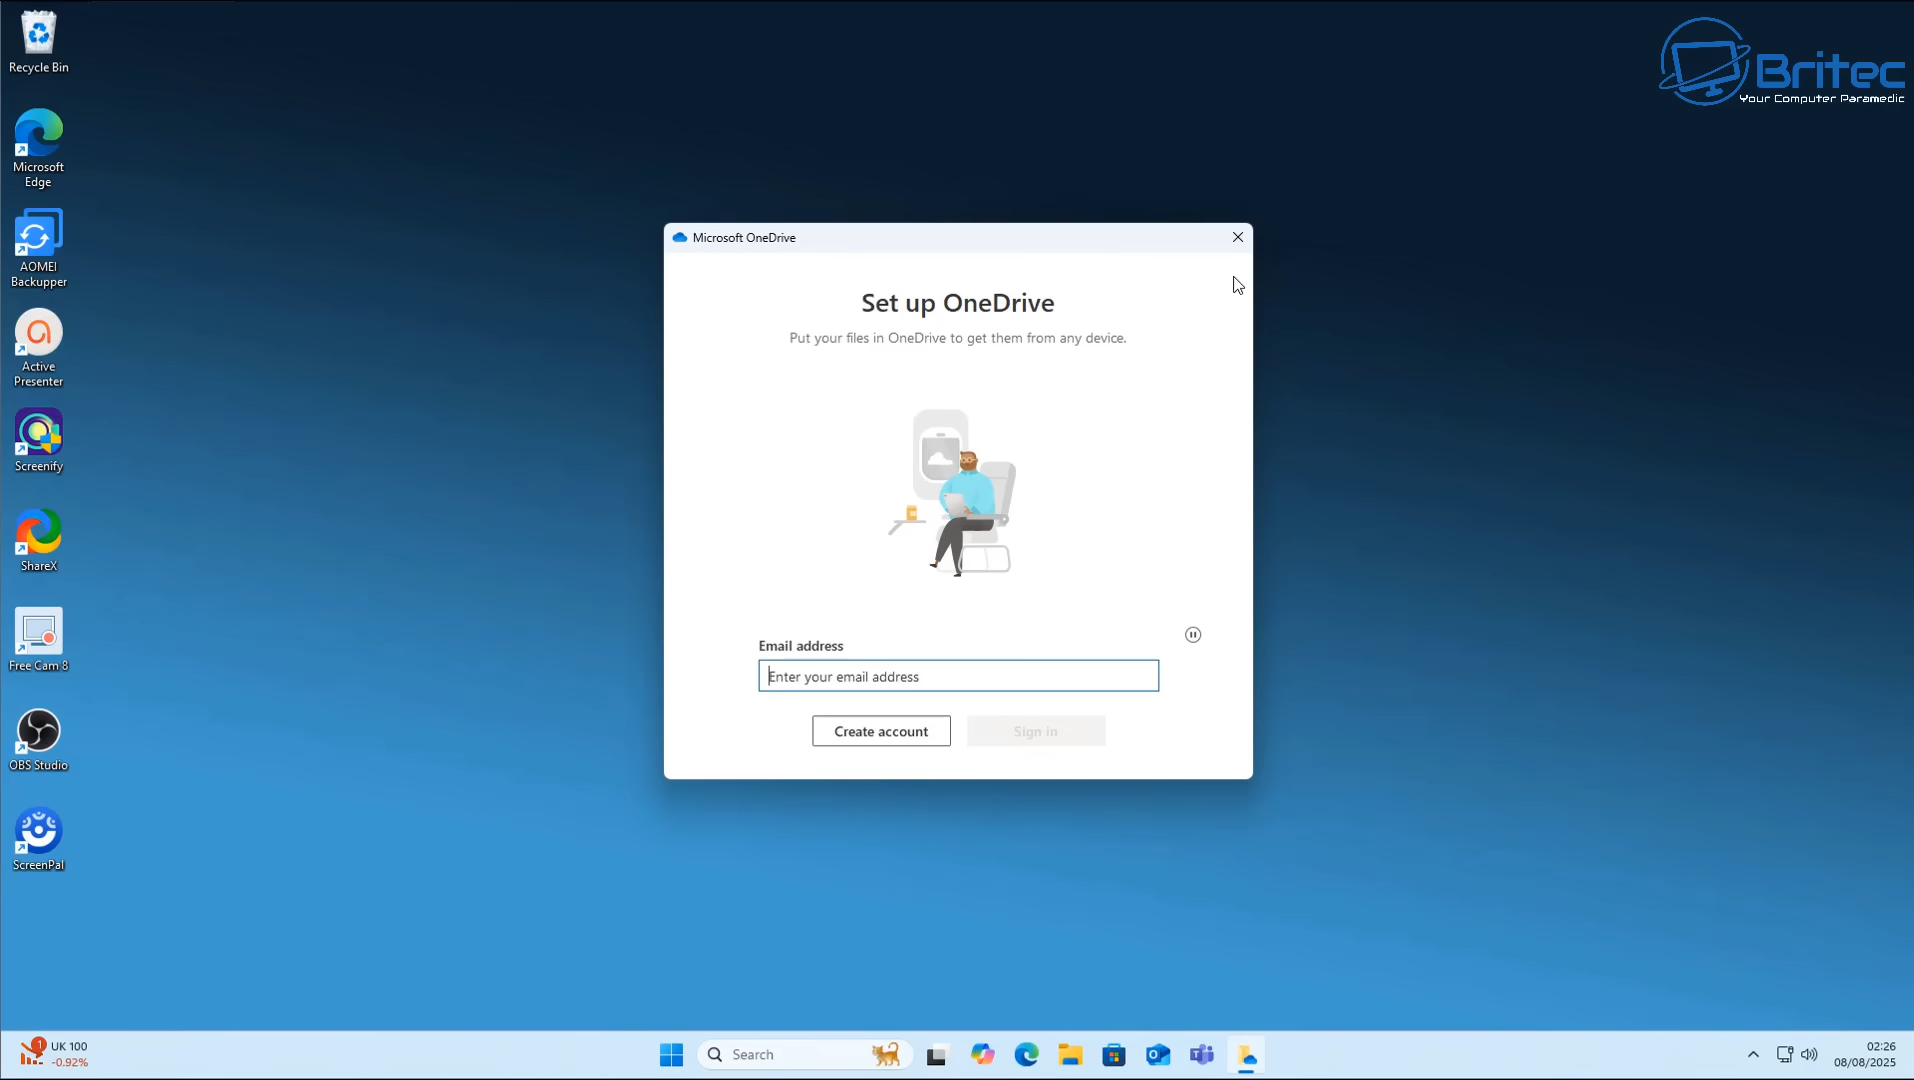 Recycle Bin
Microsoft
Edge
AOMEI
Backupper
Active
Presenter
Screenify
ShareX
Free Cam 8
OBS Studio
ScreenPal
Britec
Your Computer Paramedic
Microsoft OneDrive
Set up OneDrive
Put your files in OneDrive to get them from any device.
Email address
Enter your email address
Create account
Sign in
1
UK 100
-0.92%
Search
02:26
08/08/2025